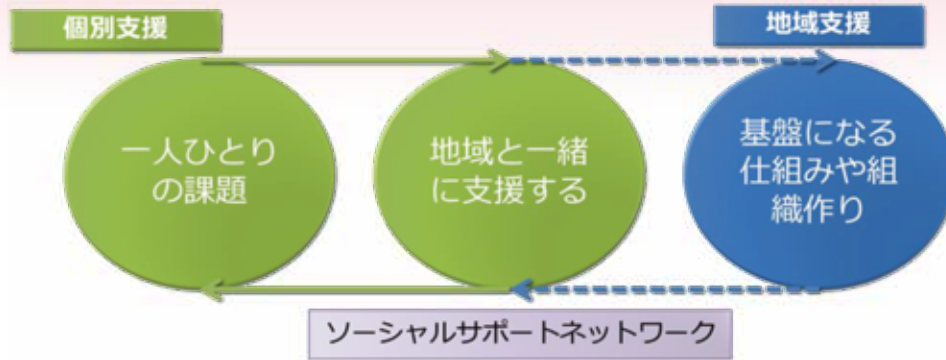 個別支援
地域支援
一人ひとり
の課題
地域と一緒
に支援する
基盤になる
仕組みや組
織作り
ソーシャルサポートネットワーク